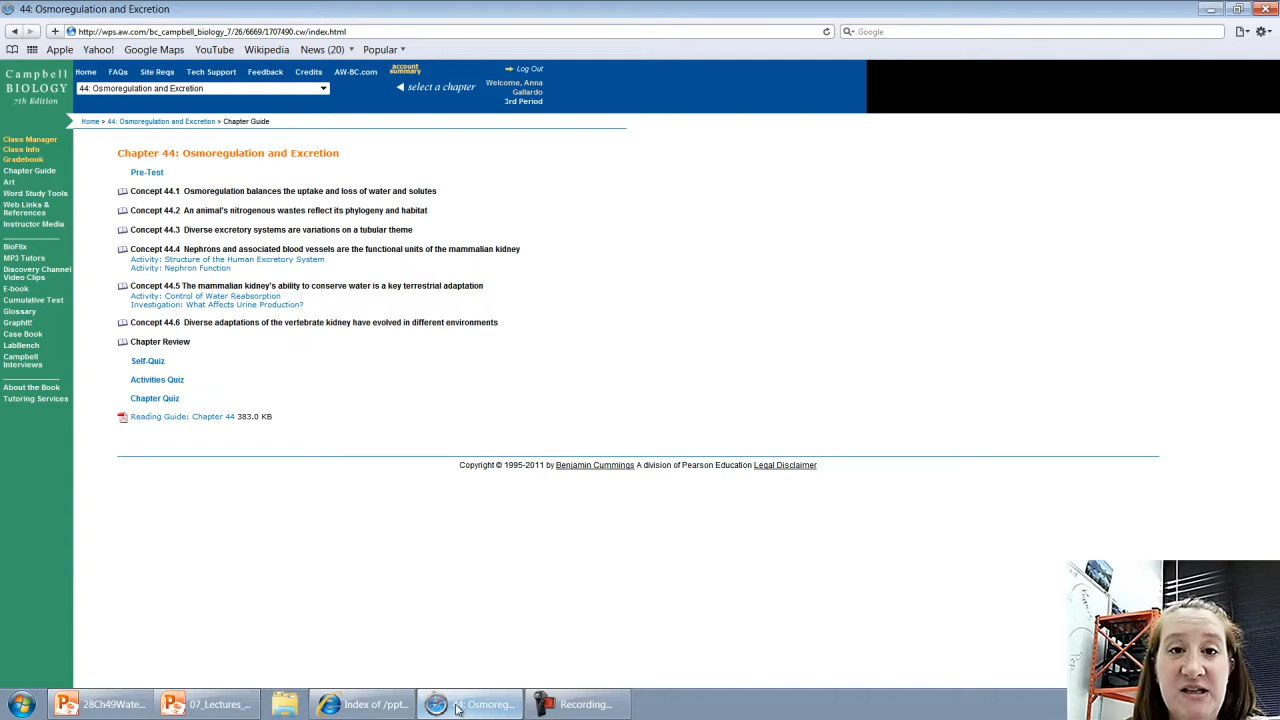 44: Osmoregulation and Excretion
http://wps.aw.com/bc_campbell_biology_7/26/6669/1707490.cw/index.html
Google
Apple Yahoo! Google Maps YouTube Wikipedia News (20) Popular
Campbell
BIOLOGY
7th Edition
Home FAQs Site Reqs Tech Support Feedback Credits AW-BC.com account summary
Log Out
44: Osmoregulation and Excretion
select a chapter
Welcome, Anna
Gallardo
3rd Period
Home > 44: Osmoregulation and Excretion > Chapter Guide
Class Manager
Class Info
Gradebook
Chapter Guide
Art
Word Study Tools
Web Links &
References
Instructor Media
BioFlix
MP3 Tutors
Discovery Channel
Video Clips
E-book
Cumulative Test
Glossary
GraphIt!
Case Book
LabBench
Campbell
Interviews
About the Book
Tutoring Services
Chapter 44: Osmoregulation and Excretion
Pre-Test
Concept 44.1 Osmoregulation balances the uptake and loss of water and solutes
Concept 44.2 An animal's nitrogenous wastes reflect its phylogeny and habitat
Concept 44.3 Diverse excretory systems are variations on a tubular theme
Concept 44.4 Nephrons and associated blood vessels are the functional units of the mammalian kidney
Activity: Structure of the Human Excretory System
Activity: Nephron Function
Concept 44.5 The mammalian kidney's ability to conserve water is a key terrestrial adaptation
Activity: Control of Water Reabsorption
Investigation: What Affects Urine Production?
Concept 44.6 Diverse adaptations of the vertebrate kidney have evolved in different environments
Chapter Review
Self-Quiz
Activities Quiz
Chapter Quiz
Reading Guide: Chapter 44 383.0 KB
Copyright © 1995-2011 by Benjamin Cummings A division of Pearson Education Legal Disclaimer
28Ch49Wate... 07_Lectures_... Index of /ppt... 44: Osmoreg... Recording...